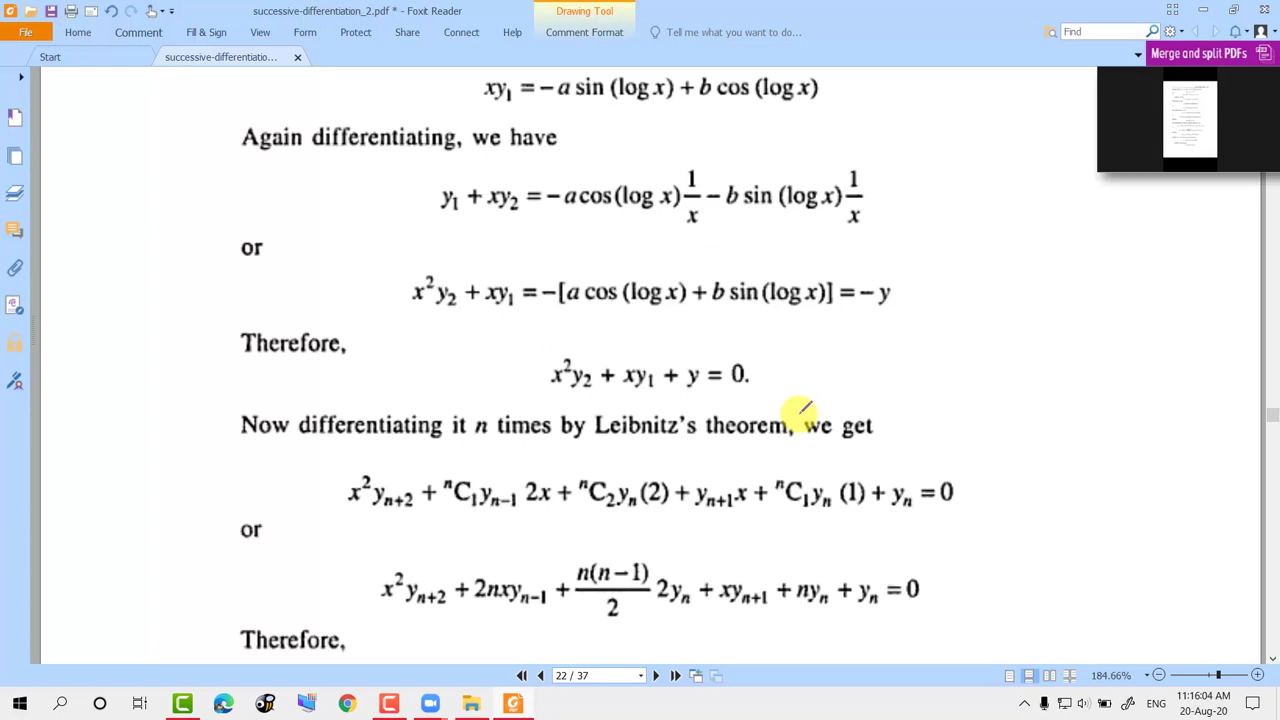 successive-differentiation_2.pdf * - Foxit Reader
Drawing Tool
File
Home
Comment
Fill & Sign
View
Form
Protect
Share
Connect
Help
Comment Format
Tell me what you want to do...
Find
Start
successive-differentiatio...
Merge and split PDFs
xy₁ = – a sin (log x) + b cos (log x)
Again differentiating, we have
y₁ + xy₂ = – a cos (log x) 1/x – b sin (log x) 1/x
or
x²y₂ + xy₁ = –[a cos (log x) + b sin (log x)] = – y
Therefore,
x²y₂ + xy₁ + y = 0.
Now differentiating it n times by Leibnitz's theorem, we get
x²yₙ₊₂ + ⁿC₁yₙ₋₁ 2x + ⁿC₂yₙ (2) + yₙ₊₁x + ⁿC₁yₙ (1) + yₙ = 0
or
x²yₙ₊₂ + 2nxyₙ₋₁ + n(n–1)/2 2yₙ + xyₙ₊₁ + nyₙ + yₙ = 0
Therefore,
22 / 37
184.66%
ENG
11:16:04 AM
20-Aug-20